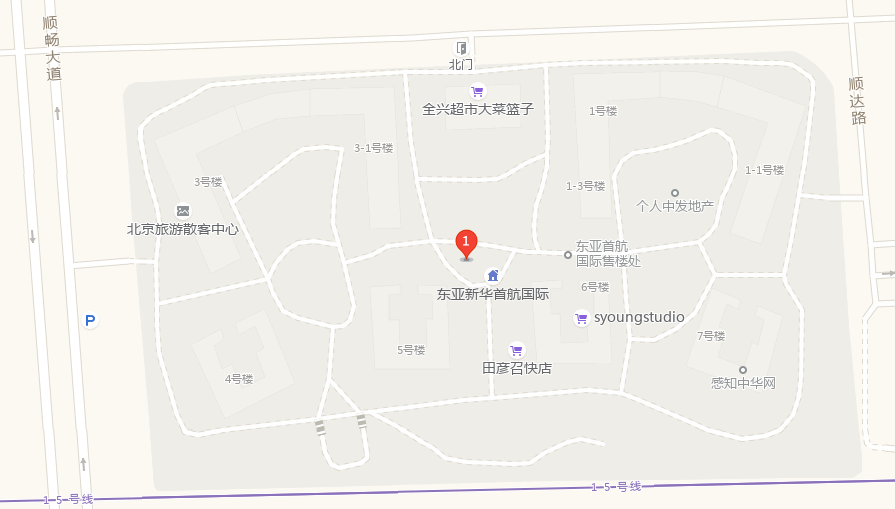 顺畅大道
北门
顺达路
全兴超市大菜篮子
1号楼
3-1号楼
1-1号楼
3号楼
1-3号楼
个人中发地产
北京旅游散客中心
1
东亚首航
国际售楼处
东亚新华首航国际
6号楼
P
syoungstudio
7号楼
5号楼
田彦召快店
4号楼
感知中华网
15号线
15号线